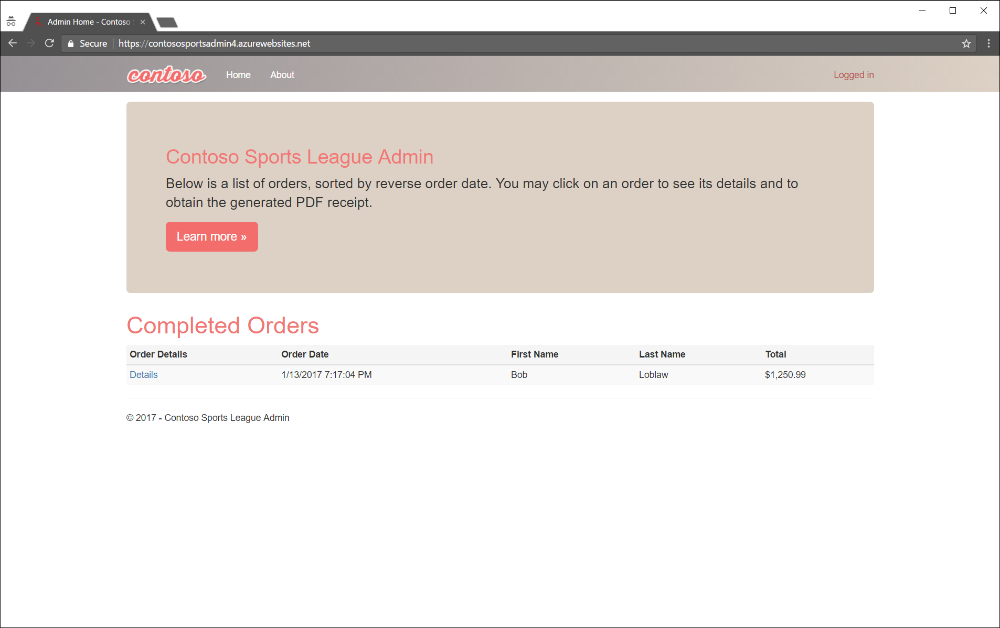 Admin Home - Contoso
Secure | https://contososportsadmin4.azurewebsites.net
contoso Home About Logged in
Contoso Sports League Admin
Below is a list of orders, sorted by reverse order date. You may click on an order to see its details and to
obtain the generated PDF receipt.
Learn more »
Completed Orders
Order Details Order Date First Name Last Name Total
Details 1/13/2017 7:17:04 PM Bob Loblaw $1,250.99
© 2017 - Contoso Sports League Admin